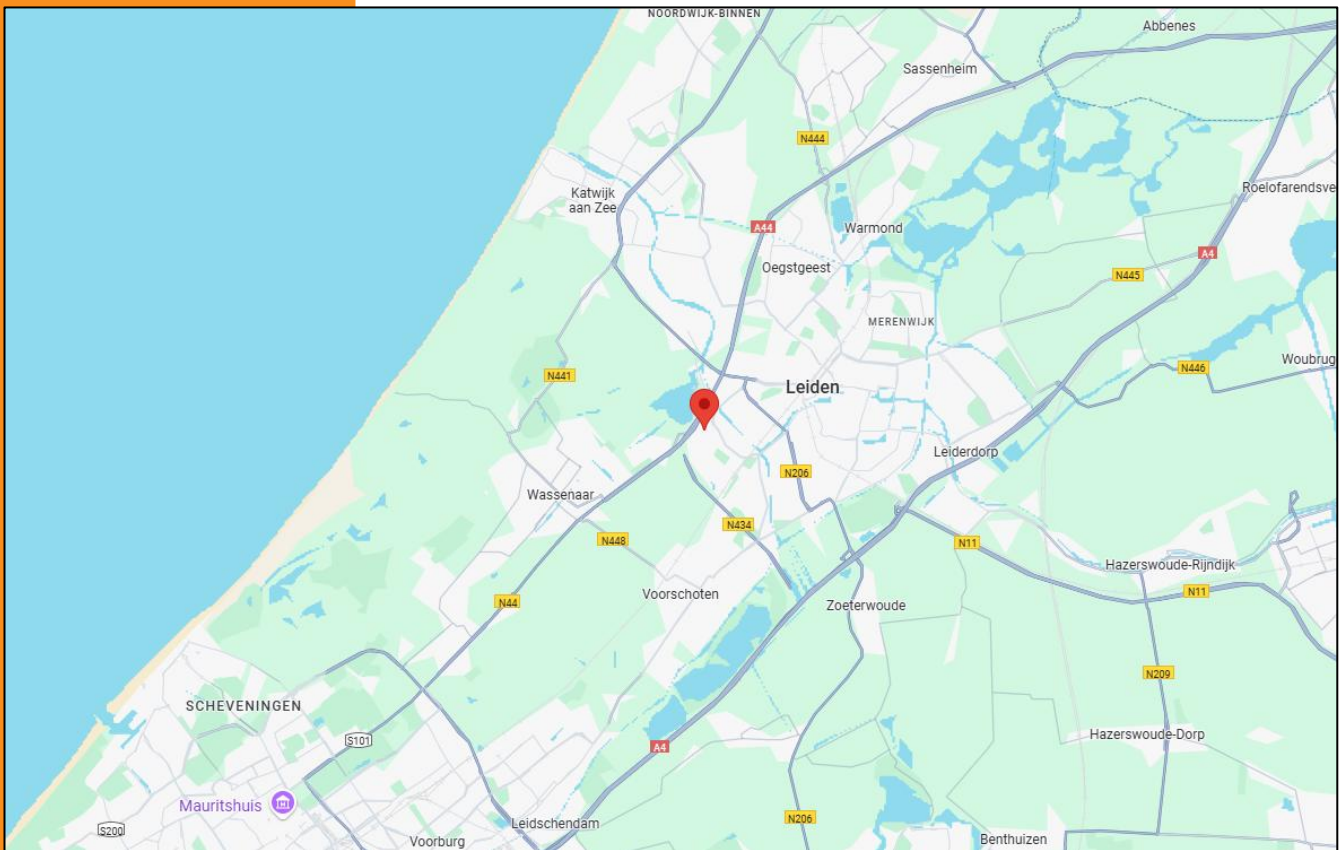 NOORDWIJK-BINNEN
Abbenes
Sassenheim
N444
Katwijk
aan Zee
Roelofarendsve
A44
Warmond
A4
Oegstgeest
N445
MERENWIJK
Woubrug
N446
N441
Leiden
Leiderdorp
N206
Wassenaar
N434
N448
N11
Hazerswoude-Rijndijk
N11
Voorschoten
N44
Zoeterwoude
N209
SCHEVENINGEN
S101
A4
Hazerswoude-Dorp
Mauritshuis
N206
Leidschendam
S200
Voorburg
Benthuizen